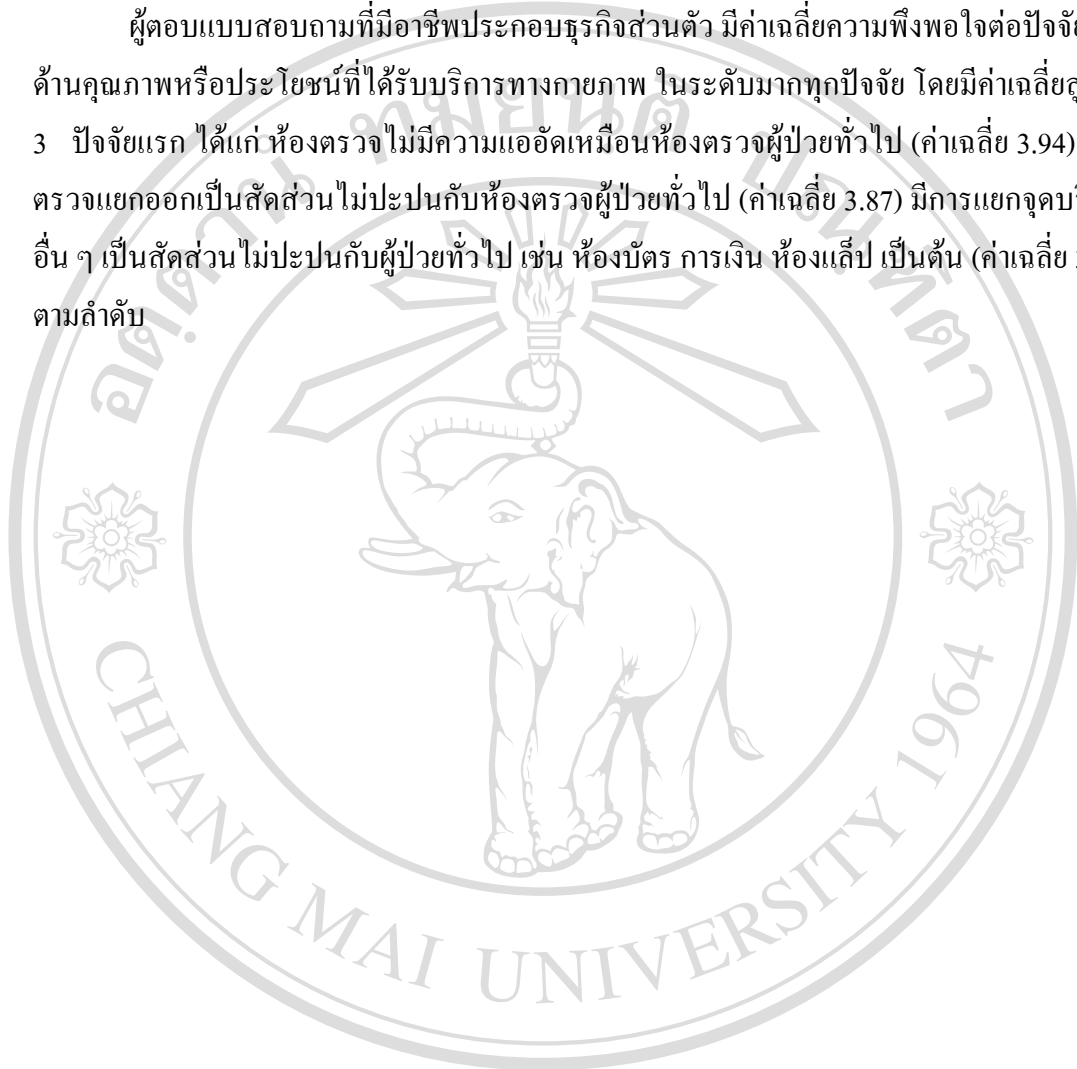 ผู้ตอบแบบสอบถามที่มีอาชีพประกอบธุรกิจส่วนตัว มีค่าเฉลี่ยความพึงพอใจต่อปัจจัย
ด้านคุณภาพหรือประโยชน์ที่ได้รับบริการทางกายภาพ ในระดับมากทุกปัจจัย โดยมีค่าเฉลี่ย
3 ปัจจัยแรก ได้แก่ ห้องตรวจไม่มีความแออัดเหมือนห้องตรวจผู้ป่วยทั่วไป (ค่าเฉลี่ย 3.94)
ตรวจแยกออกเป็นสัดส่วนไม่ปะปนกับห้องตรวจผู้ป่วยทั่วไป (ค่าเฉลี่ย 3.87) มีการแยกจุด
อื่น ๆ เป็นสัดส่วนไม่ปะปนกับผู้ป่วยทั่วไป เช่น ห้องบัตร การเงิน ห้องแล็ป เป็นต้น (ค่าเฉลี่ย
ตามลำดับ
อตฺตานํ ทมยนฺติ ปณฺฑิตา
CHIANG MAI UNIVERSITY 1964